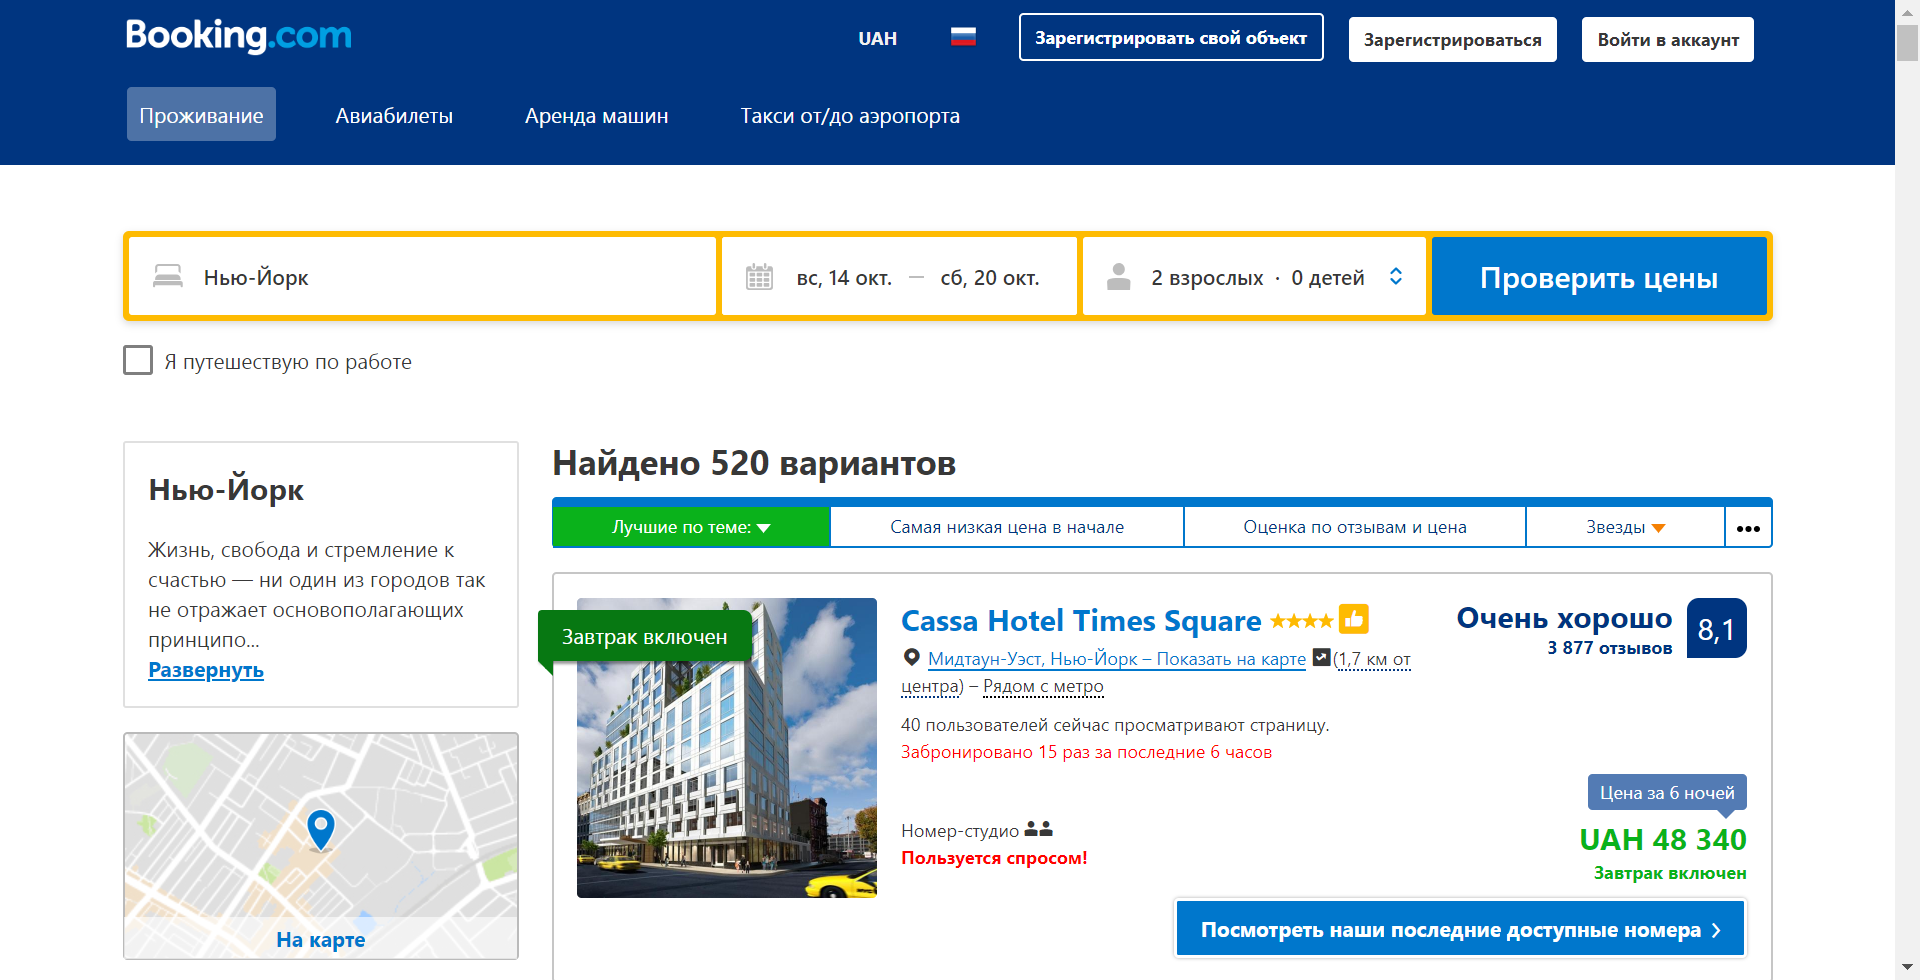 Booking.com
UAH
Зарегистрировать свой объект
Зарегистрироваться
Войти в аккаунт
Проживание
Авиабилеты
Аренда машин
Такси от/до аэропорта
Нью-Йорк
вс, 14 окт. — сб, 20 окт.
2 взрослых · 0 детей
Проверить цены
Я путешествую по работе
Нью-Йорк
Жизнь, свобода и стремление к
счастью — ни один из городов так
не отражает основополагающих
принципо...
Развернуть
На карте
Найдено 520 вариантов
Лучшие по теме:
Самая низкая цена в начале
Оценка по отзывам и цена
Звезды
•••
Завтрак включен
Cassa Hotel Times Square
Мидтаун-Уэст, Нью-Йорк – Показать на карте (1,7 км от
центра) – Рядом с метро
40 пользователей сейчас просматривают страницу.
Забронировано 15 раз за последние 6 часов
Очень хорошо
3 877 отзывов
8,1
Номер-студио
Пользуется спросом!
Цена за 6 ночей
UAH 48 340
Завтрак включен
Посмотреть наши последние доступные номера